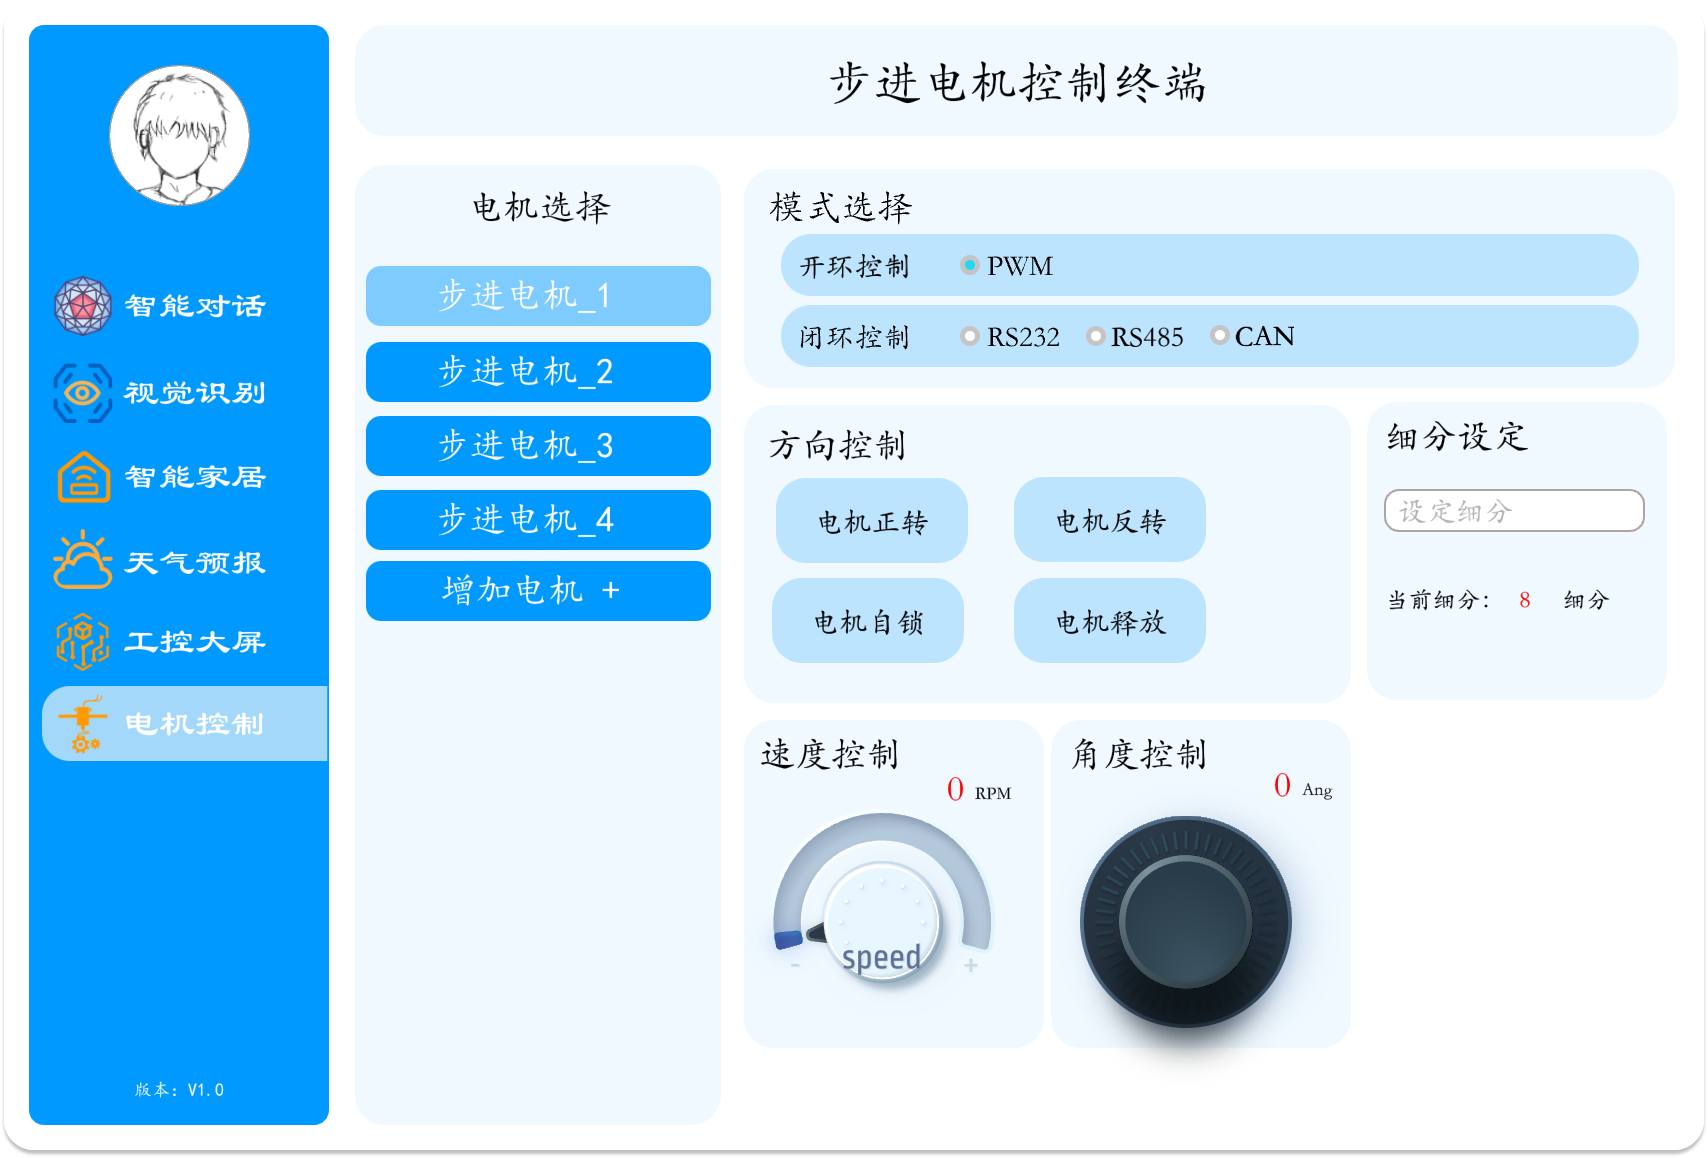 步进电机控制终端
智能对话
视觉识别
智能家居
天气预报
工控大屏
电机控制
版本：V1.0
电机选择
步进电机_1
步进电机_2
步进电机_3
步进电机_4
增加电机 +
模式选择
开环控制 PWM
闭环控制 RS232 RS485 CAN
方向控制
电机正转 电机反转
电机自锁 电机释放
细分设定
设定细分
当前细分： 8 细分
速度控制
0 RPM
speed
- +
角度控制
0 Ang